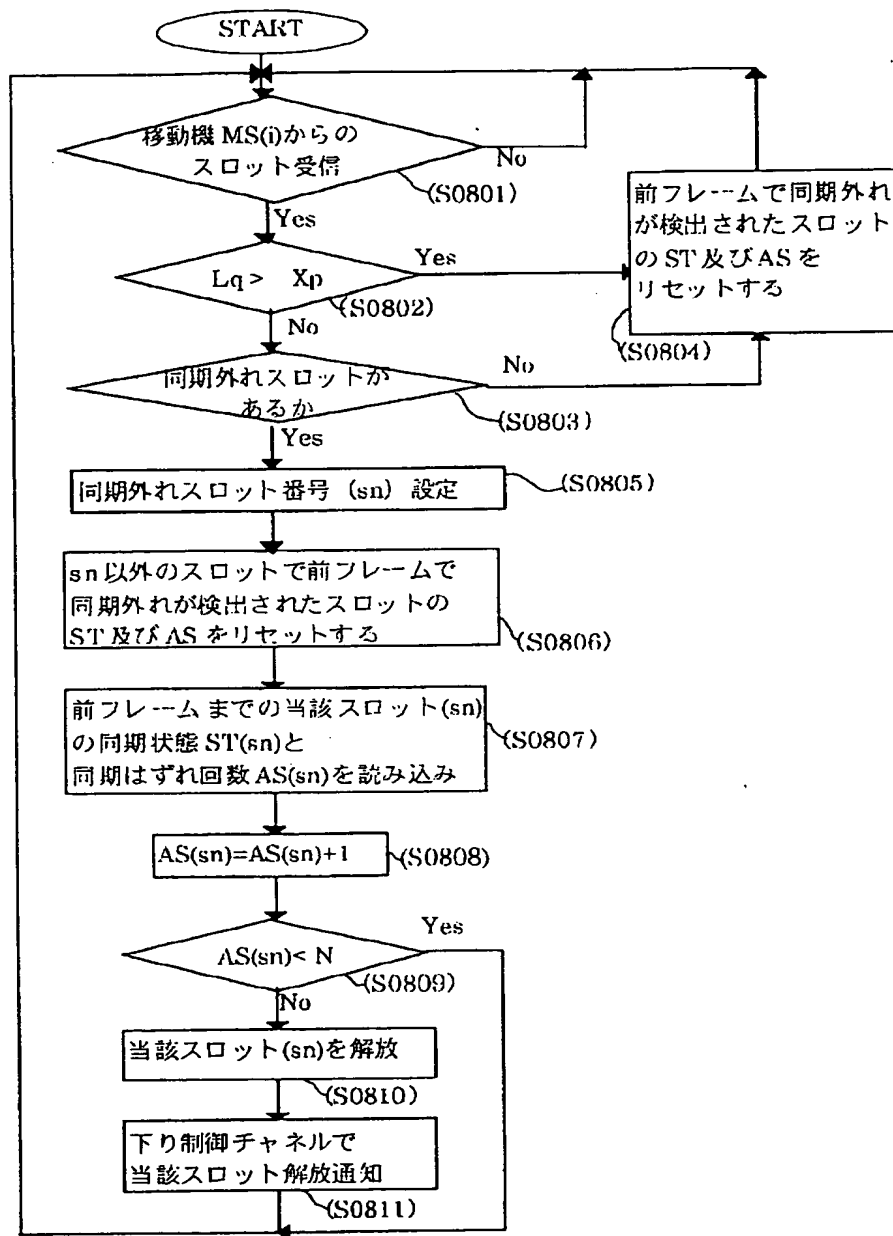 START
移動機 MS(i)からの
スロット受信
No
(S0801)
Yes
前フレームで同期外れ
が検出されたスロット
の ST 及び AS を
リセットする
(S0804)
Lq > Xp
Yes
(S0802)
No
同期外れスロットが
あるか
No
(S0803)
Yes
同期外れスロット番号 (sn) 設定
(S0805)
sn 以外のスロットで前フレームで
同期外れが検出されたスロットの
ST 及び AS をリセットする
(S0806)
前フレームまでの当該スロット(sn)
の同期状態 ST(sn)と
同期はずれ回数 AS(sn)を読み込み
(S0807)
AS(sn)=AS(sn)+1
(S0808)
AS(sn)< N
Yes
(S0809)
No
当該スロット(sn)を解放
(S0810)
下り制御チャネルで
当該スロット解放通知
(S0811)